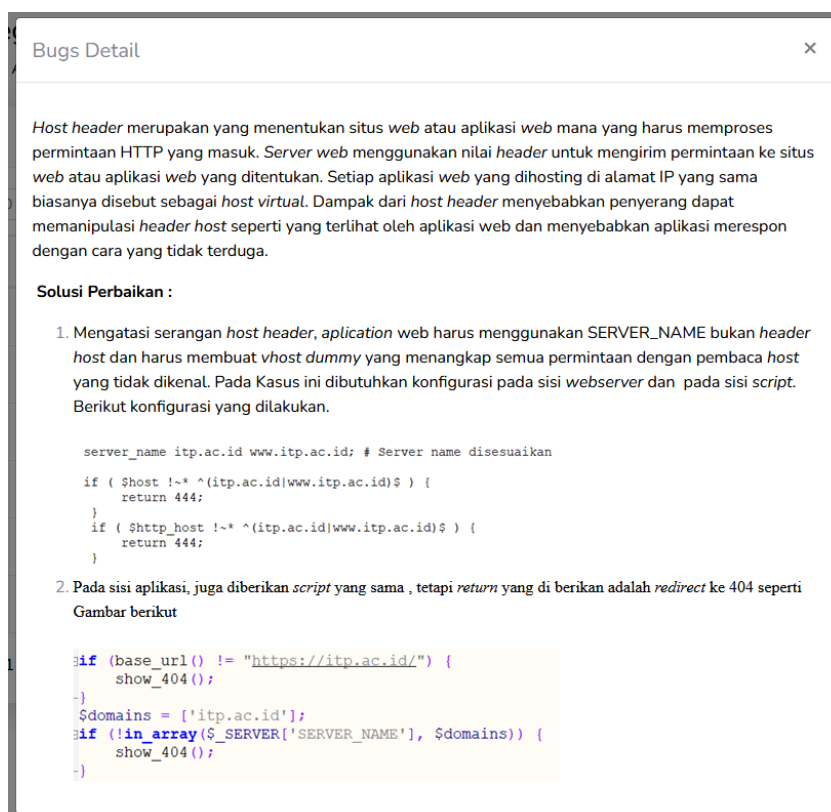 Bugs Detail ×
Host header merupakan yang menentukan situs web atau aplikasi web mana yang harus memproses
permintaan HTTP yang masuk. Server web menggunakan nilai header untuk mengirim permintaan ke situs
web atau aplikasi web yang ditentukan. Setiap aplikasi web yang dihosting di alamat IP yang sama
biasanya disebut sebagai host virtual. Dampak dari host header menyebabkan penyerang dapat
memanipulasi header host seperti yang terlihat oleh aplikasi web dan menyebabkan aplikasi merespon
dengan cara yang tidak terduga.
Solusi Perbaikan :
1. Mengatasi serangan host header, aplication web harus menggunakan SERVER_NAME bukan header
host dan harus membuat vhost dummy yang menangkap semua permintaan dengan pembaca host
yang tidak dikenal. Pada Kasus ini dibutuhkan konfigurasi pada sisi webserver dan pada sisi script.
Berikut konfigurasi yang dilakukan.
server_name itp.ac.id www.itp.ac.id; # Server name disesuaikan
if ( $host !~* ^(itp.ac.id|www.itp.ac.id)$ ) {
return 444;
}
if ( $http_host !~* ^(itp.ac.id|www.itp.ac.id)$ ) {
return 444;
}
2. Pada sisi aplikasi, juga diberikan script yang sama , tetapi return yang di berikan adalah redirect ke 404 seperti
Gambar berikut
if (base_url() != "https://itp.ac.id/") {
show_404();
}
$domains = ['itp.ac.id'];
if (!in_array($_SERVER['SERVER_NAME'], $domains)) {
show_404();
}